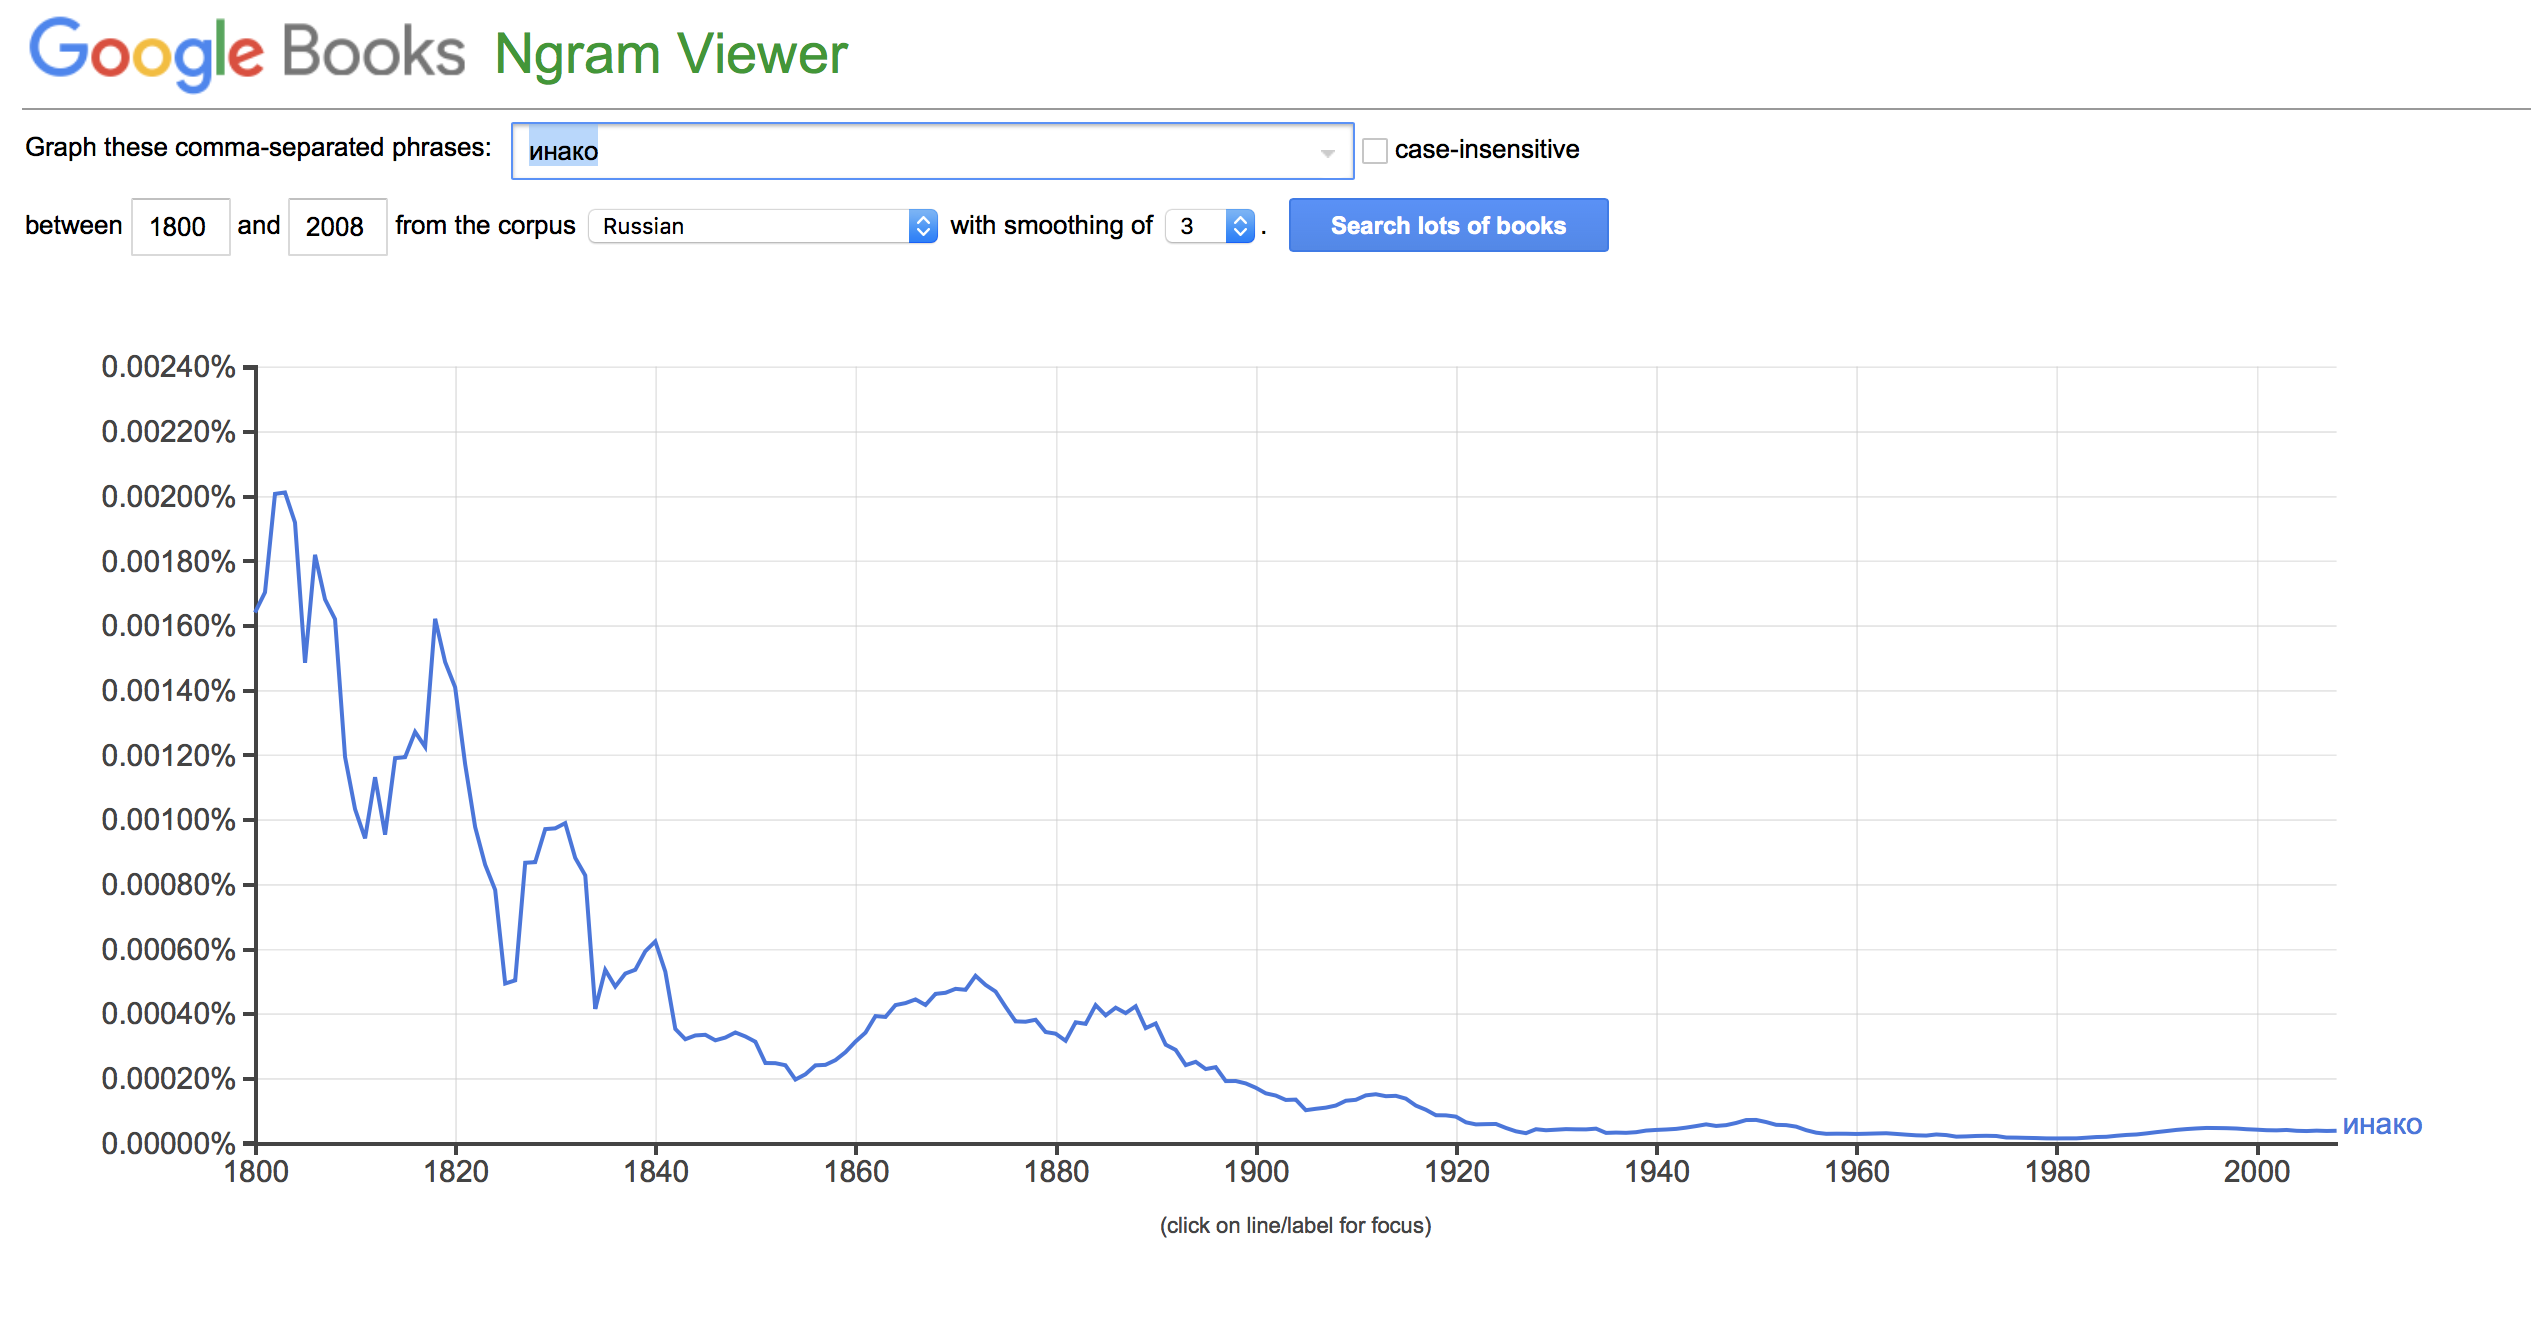 Google Books Ngram Viewer
Graph these comma-separated phrases: инако case-insensitive
between 1800 and 2008 from the corpus Russian with smoothing of 3 . Search lots of books
0.00240%
0.00220%
0.00200%
0.00180%
0.00160%
0.00140%
0.00120%
0.00100%
0.00080%
0.00060%
0.00040%
0.00020%
0.00000%
инако
1800 1820 1840 1860 1880 1900 1920 1940 1960 1980 2000
(click on line/label for focus)